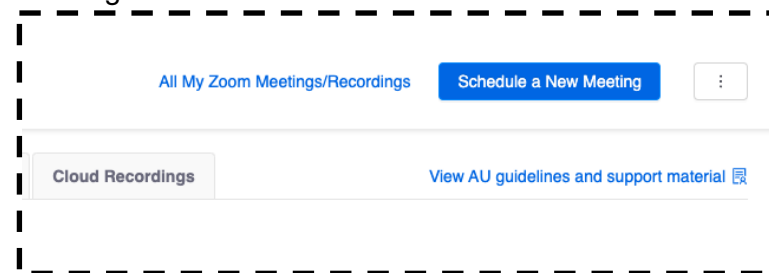 All My Zoom Meetings/Recordings Schedule a New Meeting
Cloud Recordings View AU guidelines and support material